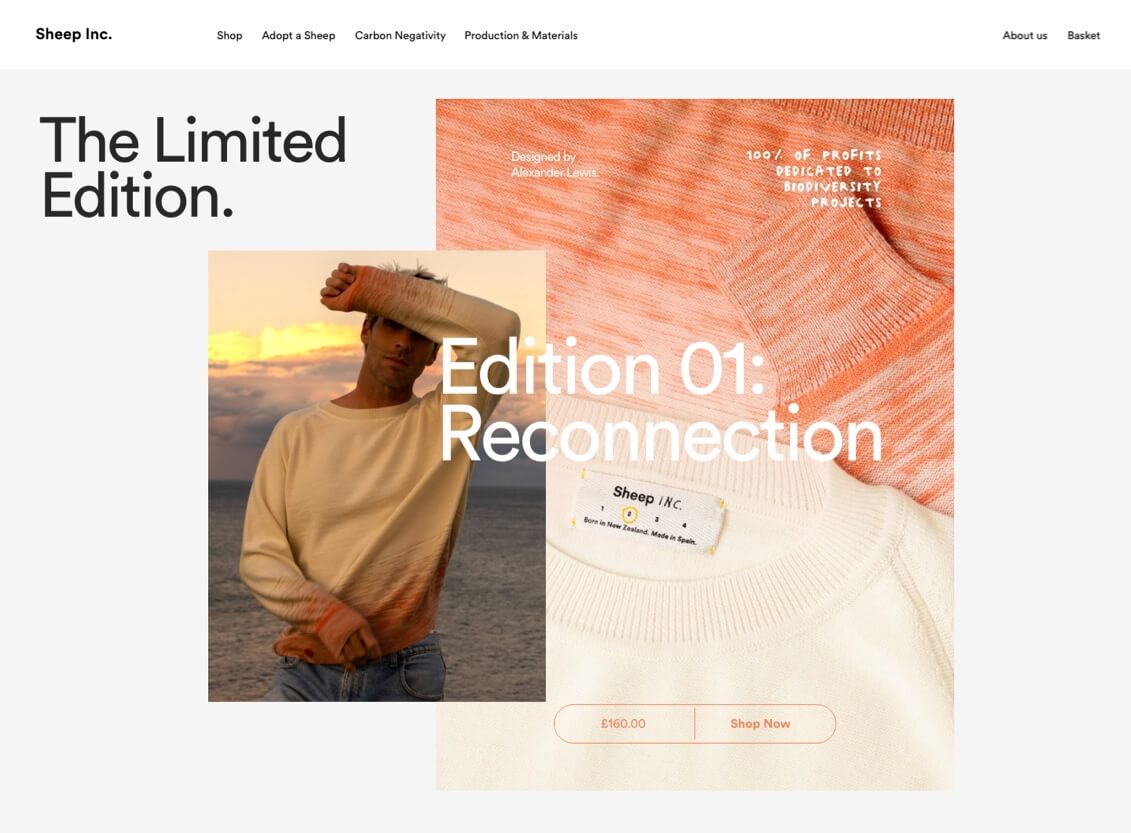 Sheep Inc.
Shop
Adopt a Sheep
Carbon Negativity
Production & Materials
About us
Basket
The Limited
Edition.
Designed by
Alexander Lewis.
100% OF PROFITS
DEDICATED TO
BIODIVERSITY
PROJECTS
Edition 01:
Reconnection
Sheep INC.
1 2 3 4
Born in New Zealand. Made in Spain.
£160.00
Shop Now